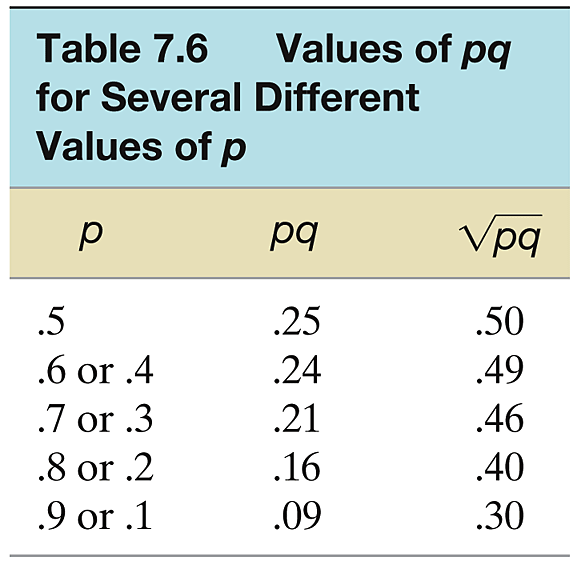 Table 7.6 Values of pq
for Several Different
Values of p
p pq √pq
.5 .25 .50
.6 or .4 .24 .49
.7 or .3 .21 .46
.8 or .2 .16 .40
.9 or .1 .09 .30